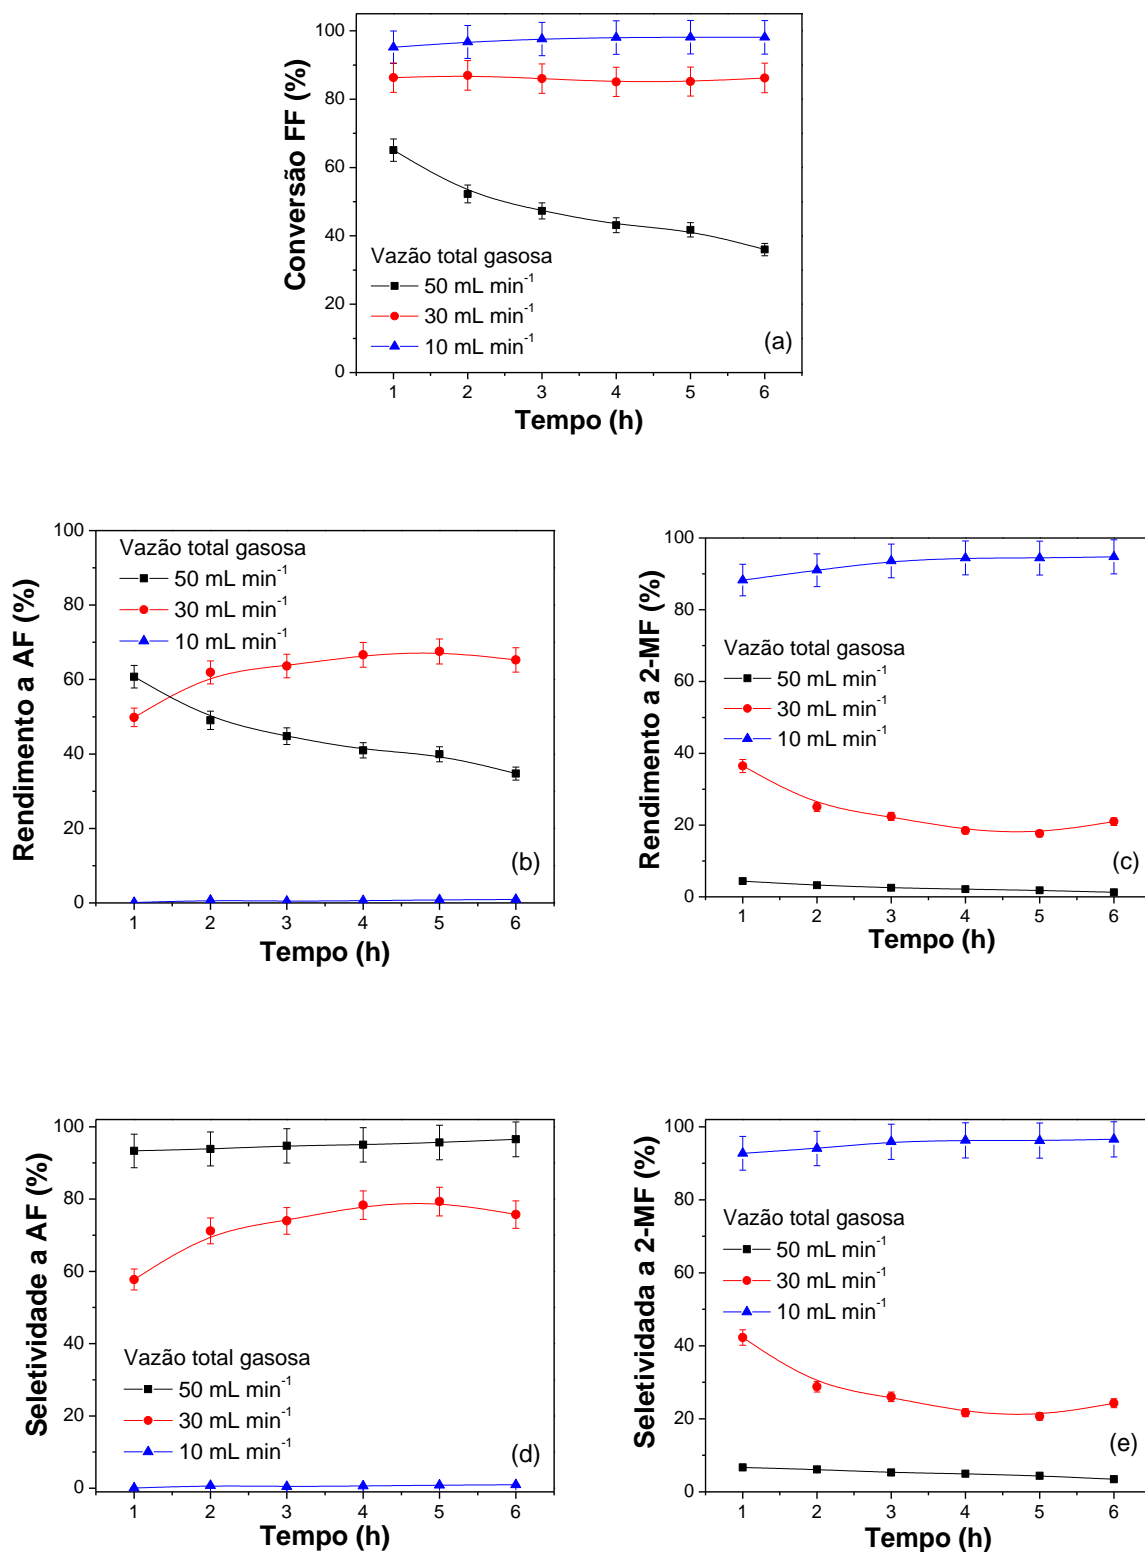 Conversão FF (%)
100
80
60
40
20
0
Vazão total gasosa
50 mL min⁻¹
30 mL min⁻¹
10 mL min⁻¹
(a)
1 2 3 4 5 6
Tempo (h)
Rendimento a AF (%)
100
80
60
40
20
0
Vazão total gasosa
50 mL min⁻¹
30 mL min⁻¹
10 mL min⁻¹
(b)
1 2 3 4 5 6
Tempo (h)
Rendimento a 2-MF (%)
100
80
60
40
20
0
Vazão total gasosa
50 mL min⁻¹
30 mL min⁻¹
10 mL min⁻¹
(c)
1 2 3 4 5 6
Tempo (h)
Seletividade a AF (%)
100
80
60
40
20
0
Vazão total gasosa
50 mL min⁻¹
30 mL min⁻¹
10 mL min⁻¹
(d)
1 2 3 4 5 6
Tempo (h)
Seletividada a 2-MF (%)
100
80
60
40
20
0
Vazão total gasosa
50 mL min⁻¹
30 mL min⁻¹
10 mL min⁻¹
(e)
1 2 3 4 5 6
Tempo (h)